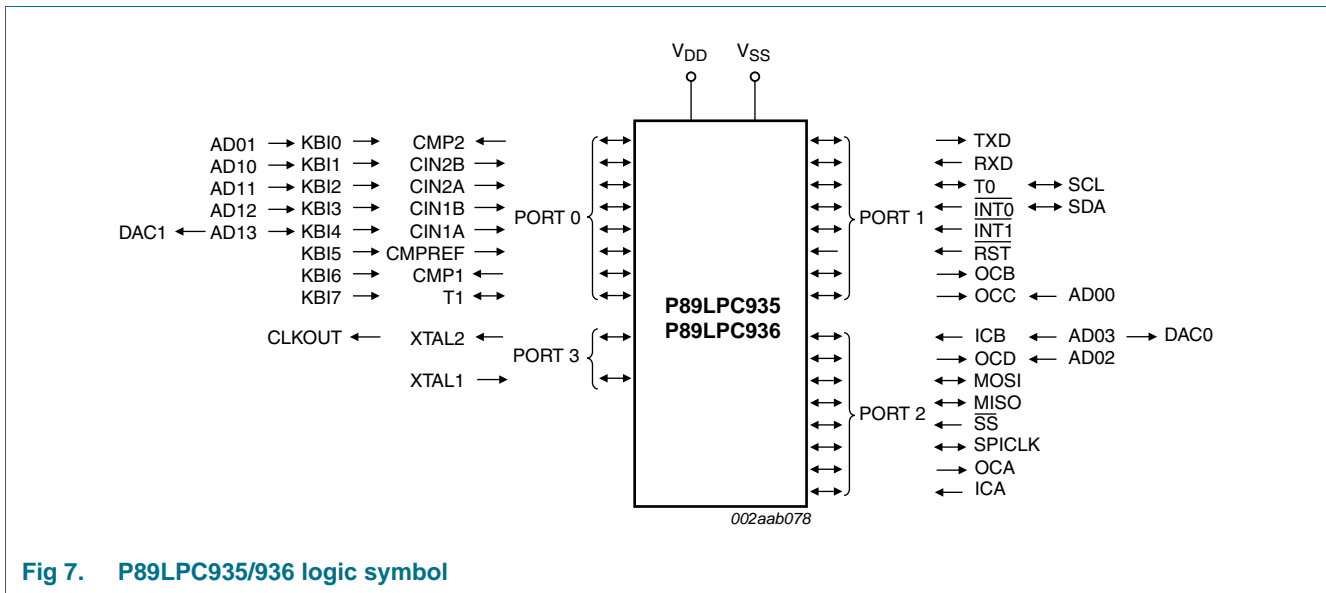 VDD VSS
AD01 KBI0 CMP2 TXD
AD10 KBI1 CIN2B RXD
AD11 KBI2 CIN2A T0 SCL
AD12 KBI3 CIN1B INT0 SDA
DAC1 AD13 KBI4 CIN1A INT1
PORT 0 PORT 1
KBI5 CMPREF RST
KBI6 CMP1 OCB
KBI7 T1 OCC AD00
P89LPC935
P89LPC936
CLKOUT XTAL2 ICB AD03 DAC0
PORT 3 OCD AD02
XTAL1 MOSI
MISO
PORT 2
SS
SPICLK
OCA
ICA
002aab078
Fig 7. P89LPC935/936 logic symbol